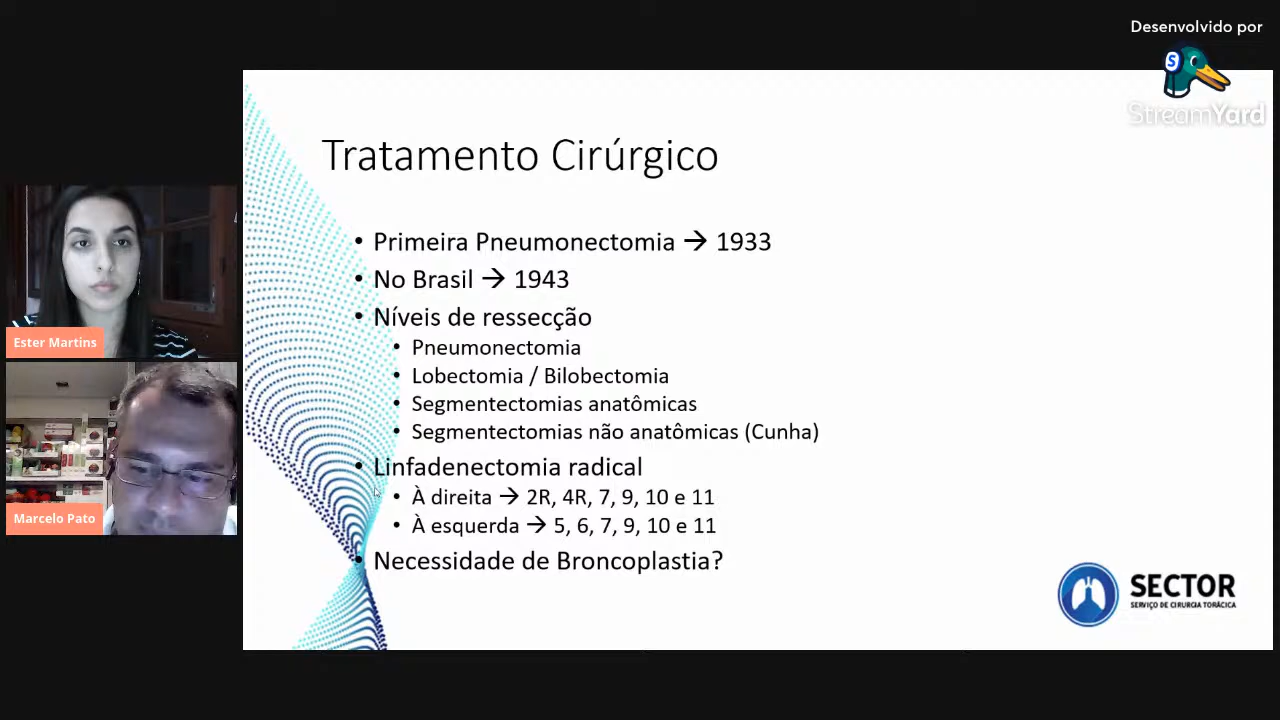 Desenvolvido por
StreamYard
Tratamento Cirúrgico
• Primeira Pneumonectomia → 1933
• No Brasil → 1943
• Níveis de ressecção
• Pneumonectomia
• Lobectomia / Bilobectomia
• Segmentectomias anatômicas
• Segmentectomias não anatômicas (Cunha)
• Linfadenectomia radical
• À direita → 2R, 4R, 7, 9, 10 e 11
• À esquerda → 5, 6, 7, 9, 10 e 11
• Necessidade de Broncoplastia?
Ester Martins
Marcelo Pato
SECTOR
SERVIÇO DE CIRURGIA TORÁCICA